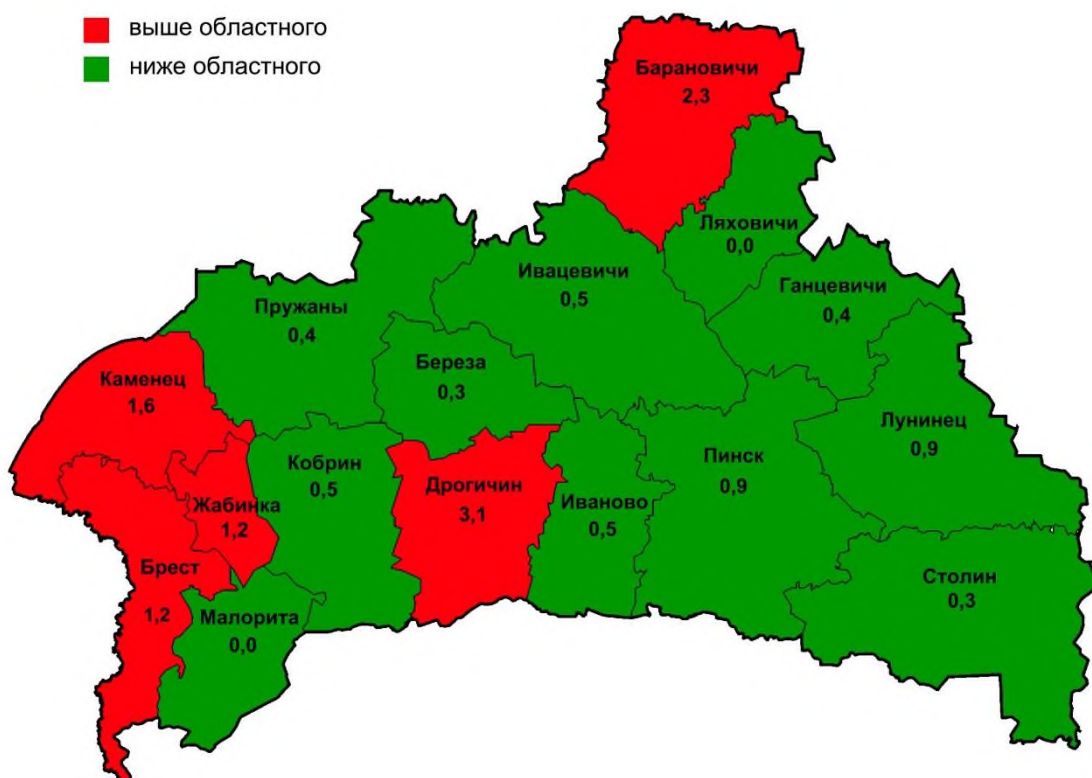 выше областного
ниже областного
Барановичи
2,3
Ляховичи
0,0
Ивацевичи
0,5
Ганцевичи
0,4
Пружаны
0,4
Береза
0,3
Каменец
1,6
Лунинец
0,9
Кобрин
0,5
Дрогичин
3,1
Иваново
0,5
Пинск
0,9
Жабинка
1,2
Брест
1,2
Малорита
0,0
Столин
0,3